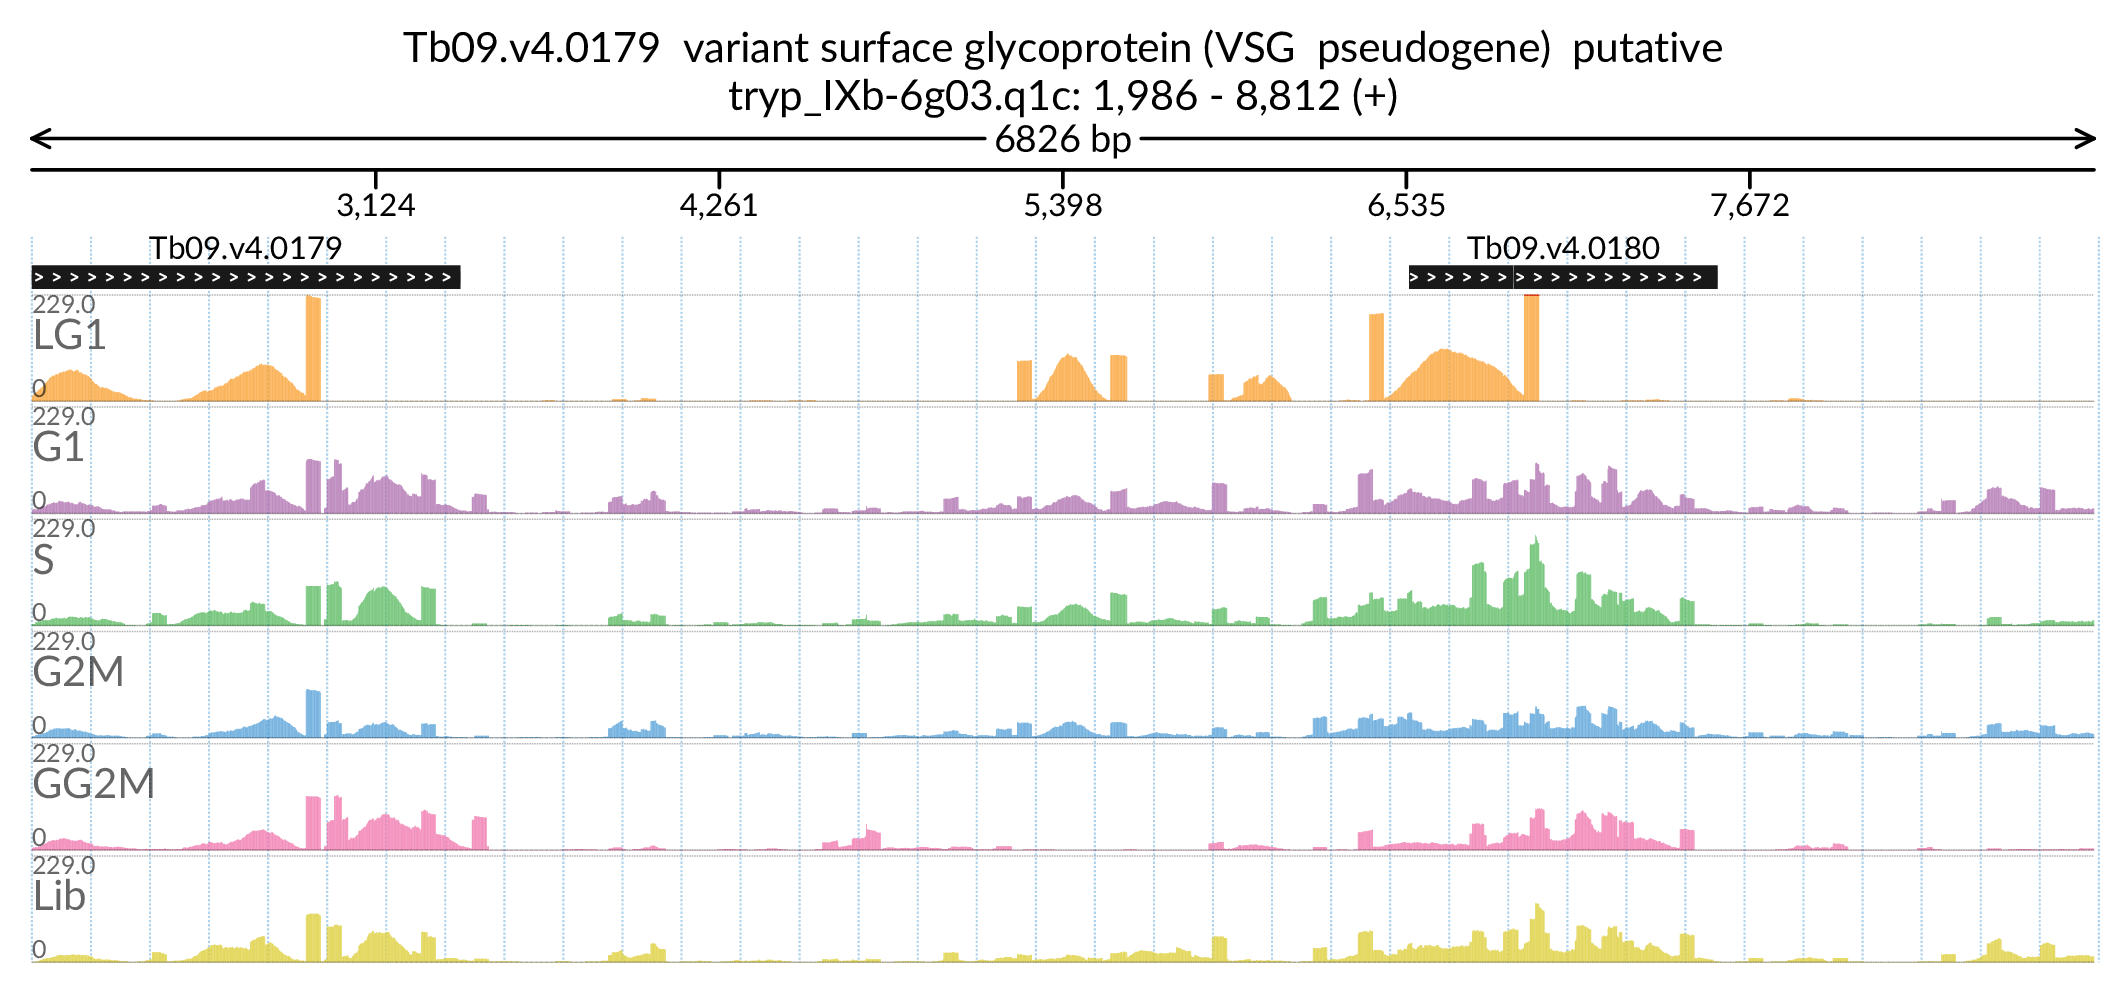 Tb09.v4.0179  variant surface glycoprotein (VSG  pseudogene)  putative
tryp_IXb-6g03.q1c: 1,986 - 8,812 (+)
6826 bp
3,124 4,261 5,398 6,535 7,672
Tb09.v4.0179 Tb09.v4.0180
229.0
LG1
0
229.0
G1
0
229.0
S
0
229.0
G2M
0
229.0
GG2M
0
229.0
Lib
0